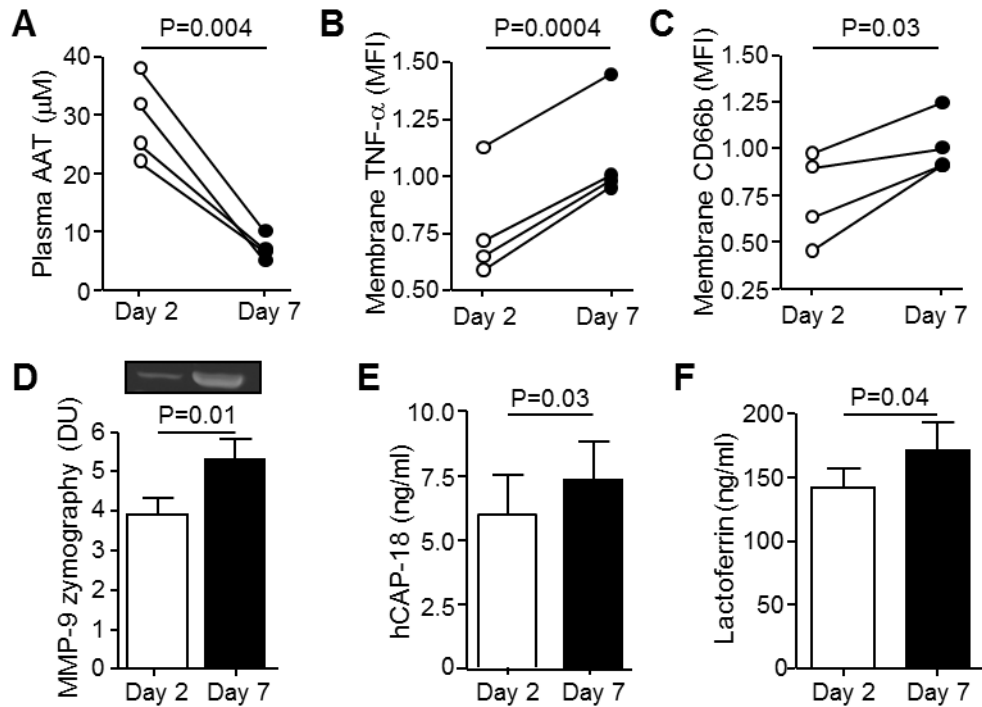 A
P=0.004
Plasma AAT (μM)
40
30
20
10
0
Day 2 Day 7
B
P=0.0004
Membrane TNF-α (MFI)
1.50
1.25
1.00
0.75
0.50
Day 2 Day 7
C
P=0.03
Membrane CD66b (MFI)
1.50
1.25
1.00
0.75
0.50
0.25
Day 2 Day 7
D
P=0.01
MMP-9 zymography (DU)
6
5
4
3
2
1
0
Day 2 Day 7
E
P=0.03
hCAP-18 (ng/ml)
10.0
7.5
5.0
2.5
0
Day 2 Day 7
F
P=0.04
Lactoferrin (ng/ml)
200
150
100
50
0
Day 2 Day 7